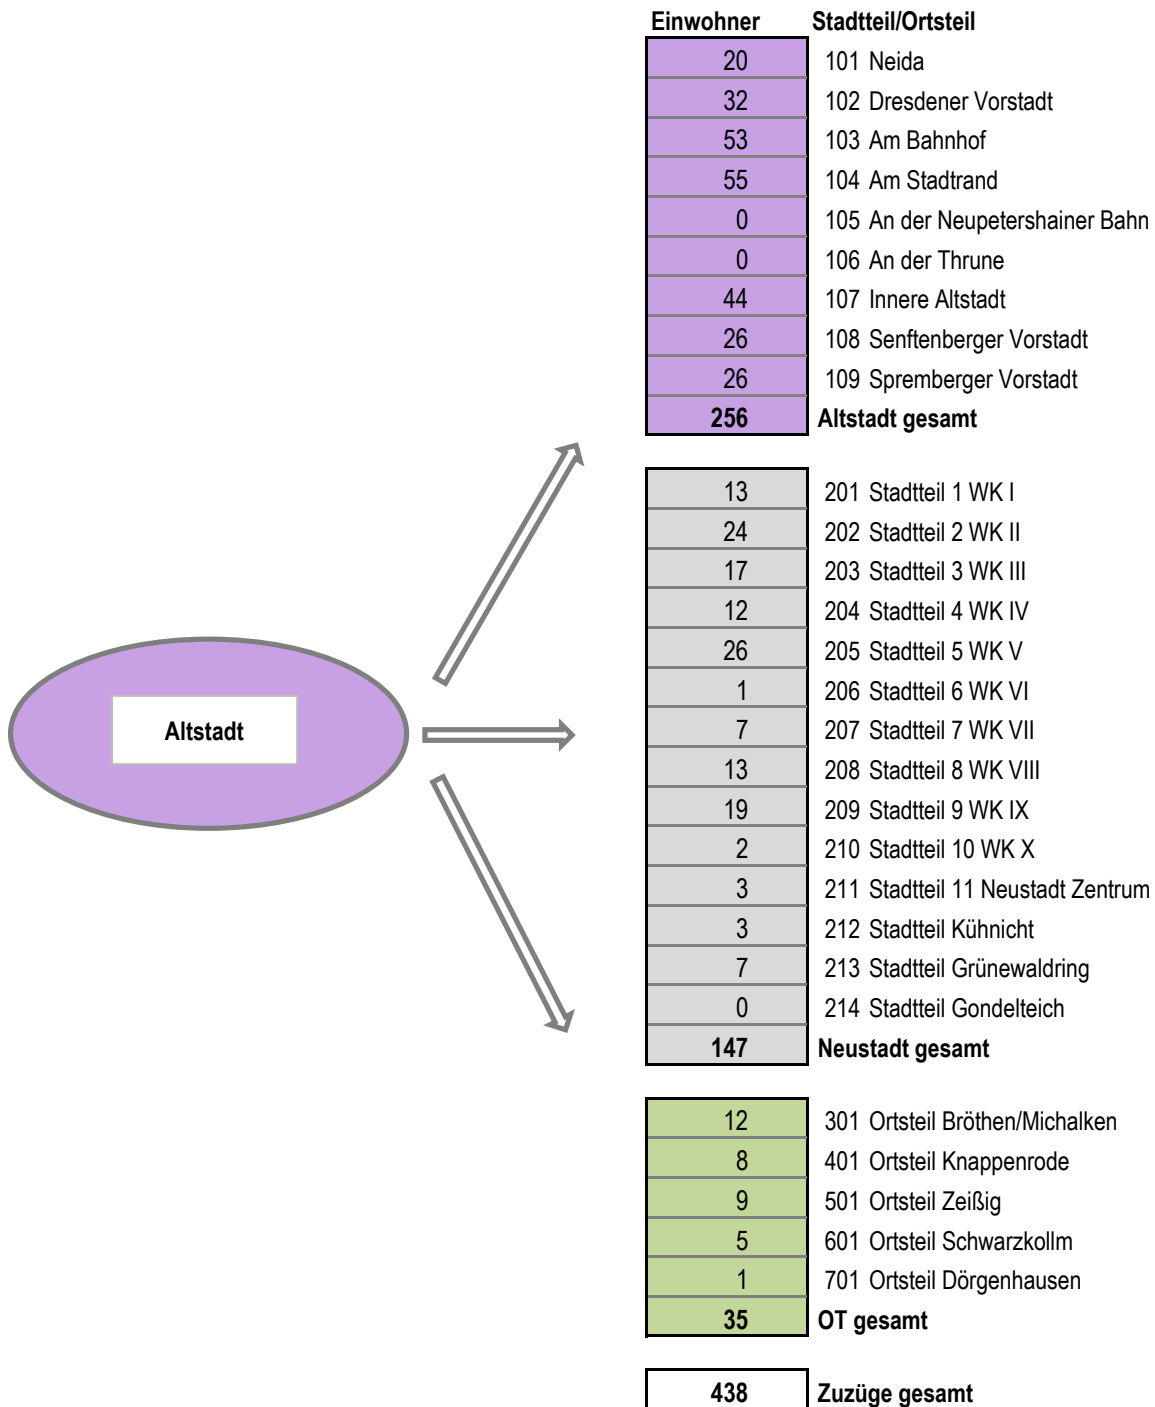 Einwohner Stadtteil/Ortsteil
20 101 Neida
32 102 Dresdener Vorstadt
53 103 Am Bahnhof
55 104 Am Stadtrand
0 105 An der Neupetershainer Bahn
0 106 An der Thrune
44 107 Innere Altstadt
26 108 Senftenberger Vorstadt
26 109 Spremberger Vorstadt
256 Altstadt gesamt
13 201 Stadtteil 1 WK I
24 202 Stadtteil 2 WK II
17 203 Stadtteil 3 WK III
12 204 Stadtteil 4 WK IV
26 205 Stadtteil 5 WK V
1 206 Stadtteil 6 WK VI
Altstadt
7 207 Stadtteil 7 WK VII
13 208 Stadtteil 8 WK VIII
19 209 Stadtteil 9 WK IX
2 210 Stadtteil 10 WK X
3 211 Stadtteil 11 Neustadt Zentrum
3 212 Stadtteil Kühnicht
7 213 Stadtteil Grünewaldring
0 214 Stadtteil Gondelteich
147 Neustadt gesamt
12 301 Ortsteil Bröthen/Michalken
8 401 Ortsteil Knappenrode
9 501 Ortsteil Zeißig
5 601 Ortsteil Schwarzkollm
1 701 Ortsteil Dörgenhausen
35 OT gesamt
438 Zuzüge gesamt